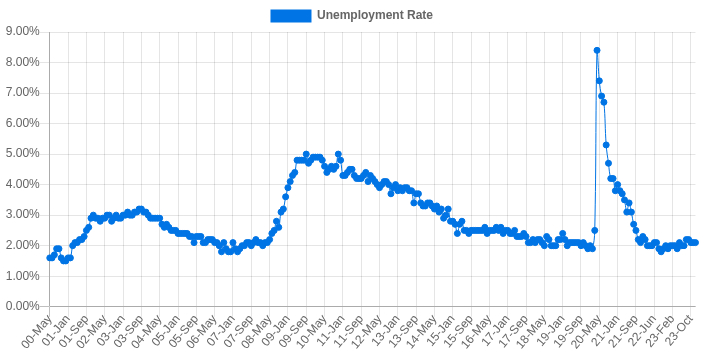 Unemployment Rate
9.00%
8.00%
7.00%
6.00%
5.00%
4.00%
3.00%
2.00%
1.00%
0.00%
00-May
01-Jan
01-Sep
02-May
03-Jan
03-Sep
04-May
05-Jan
05-Sep
06-May
07-Jan
07-Sep
08-May
09-Jan
09-Sep
10-May
11-Jan
11-Sep
12-May
13-Jan
13-Sep
14-May
15-Jan
15-Sep
16-May
17-Jan
17-Sep
18-May
19-Jan
19-Sep
20-May
21-Jan
21-Sep
22-Jun
23-Feb
23-Oct